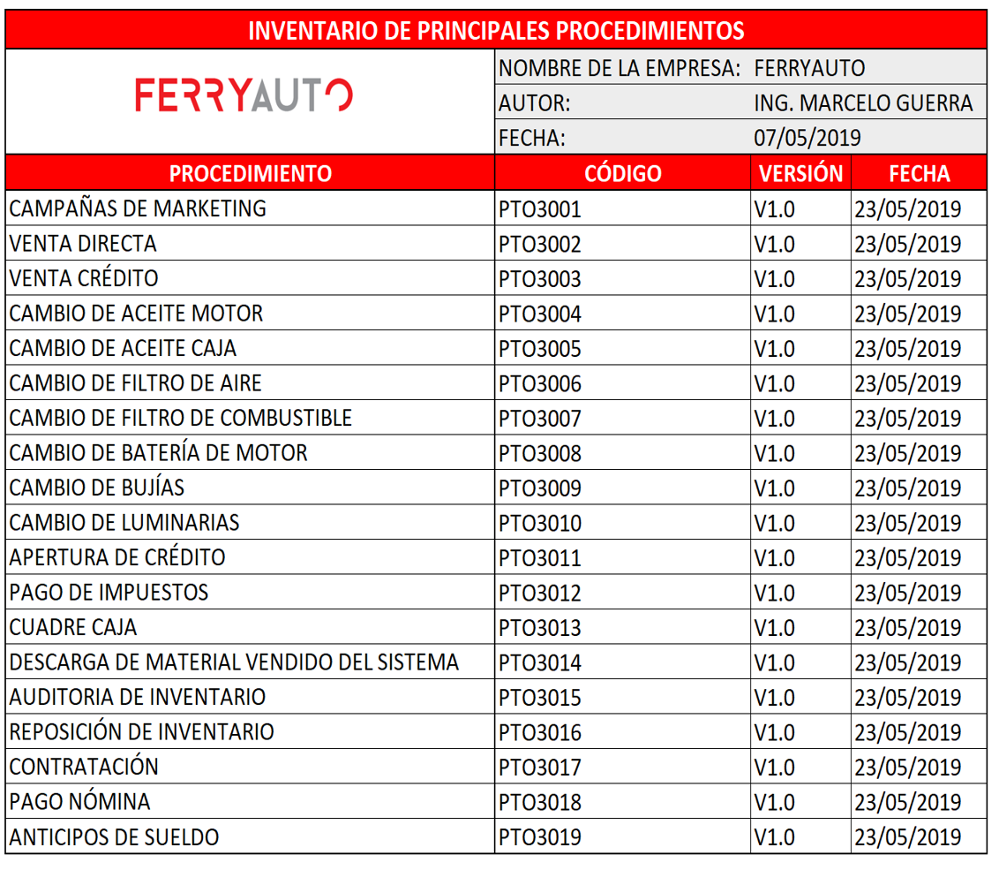 INVENTARIO DE PRINCIPALES PROCEDIMIENTOS
FERRYAUTO
NOMBRE DE LA EMPRESA: FERRYAUTO
AUTOR: ING. MARCELO GUERRA
FECHA: 07/05/2019
PROCEDIMIENTO CÓDIGO VERSIÓN FECHA
CAMPAÑAS DE MARKETING PTO3001 V1.0 23/05/2019
VENTA DIRECTA PTO3002 V1.0 23/05/2019
VENTA CRÉDITO PTO3003 V1.0 23/05/2019
CAMBIO DE ACEITE MOTOR PTO3004 V1.0 23/05/2019
CAMBIO DE ACEITE CAJA PTO3005 V1.0 23/05/2019
CAMBIO DE FILTRO DE AIRE PTO3006 V1.0 23/05/2019
CAMBIO DE FILTRO DE COMBUSTIBLE PTO3007 V1.0 23/05/2019
CAMBIO DE BATERÍA DE MOTOR PTO3008 V1.0 23/05/2019
CAMBIO DE BUJÍAS PTO3009 V1.0 23/05/2019
CAMBIO DE LUMINARIAS PTO3010 V1.0 23/05/2019
APERTURA DE CRÉDITO PTO3011 V1.0 23/05/2019
PAGO DE IMPUESTOS PTO3012 V1.0 23/05/2019
CUADRE CAJA PTO3013 V1.0 23/05/2019
DESCARGA DE MATERIAL VENDIDO DEL SISTEMA PTO3014 V1.0 23/05/2019
AUDITORIA DE INVENTARIO PTO3015 V1.0 23/05/2019
REPOSICIÓN DE INVENTARIO PTO3016 V1.0 23/05/2019
CONTRATACIÓN PTO3017 V1.0 23/05/2019
PAGO NÓMINA PTO3018 V1.0 23/05/2019
ANTICIPOS DE SUELDO PTO3019 V1.0 23/05/2019